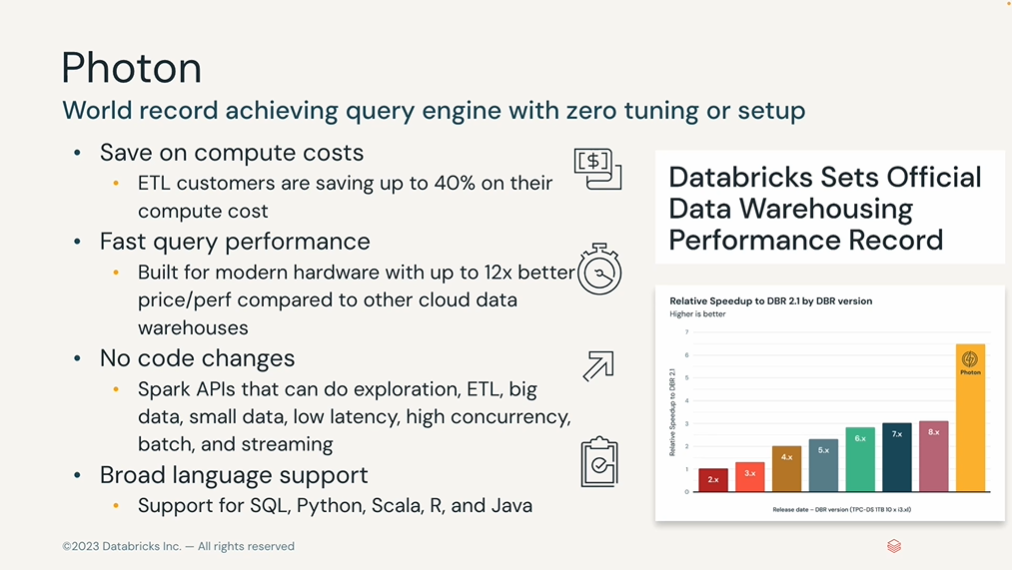 Photon
World record achieving query engine with zero tuning or setup
• Save on compute costs
• ETL customers are saving up to 40% on their
compute cost
• Fast query performance
• Built for modern hardware with up to 12x better
price/perf compared to other cloud data
warehouses
• No code changes
• Spark APIs that can do exploration, ETL, big
data, small data, low latency, high concurrency,
batch, and streaming
• Broad language support
• Support for SQL, Python, Scala, R, and Java
[$]
Databricks Sets Official
Data Warehousing
Performance Record
Relative Speedup to DBR 2.1 by DBR version
Higher is better
Relative Speedup to DBR 2.1
7
6
5
4
3
2
1
0
2.x
3.x
4.x
5.x
6.x
7.x
8.x
Photon
Release date - DBR version (TPC-DS 1TB 10 x i3.xl)
©2023 Databricks Inc. — All rights reserved